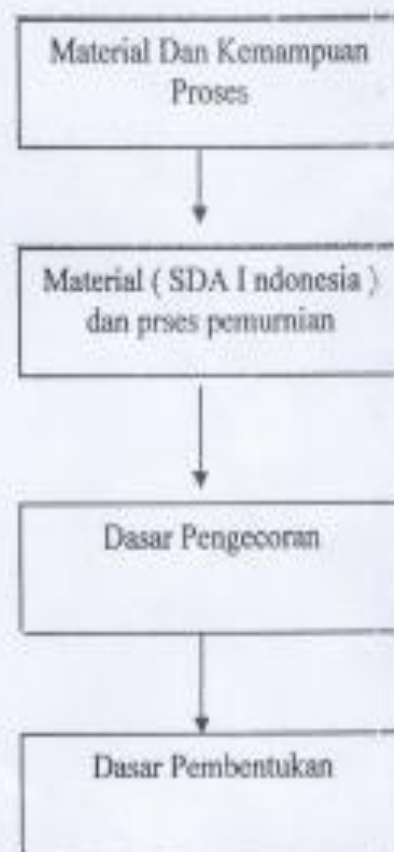 Material Dan Kemampuan
Proses
Material ( SDA I ndonesia )
dan prses pemurnian
Dasar Pengecoran
Dasar Pembentukan